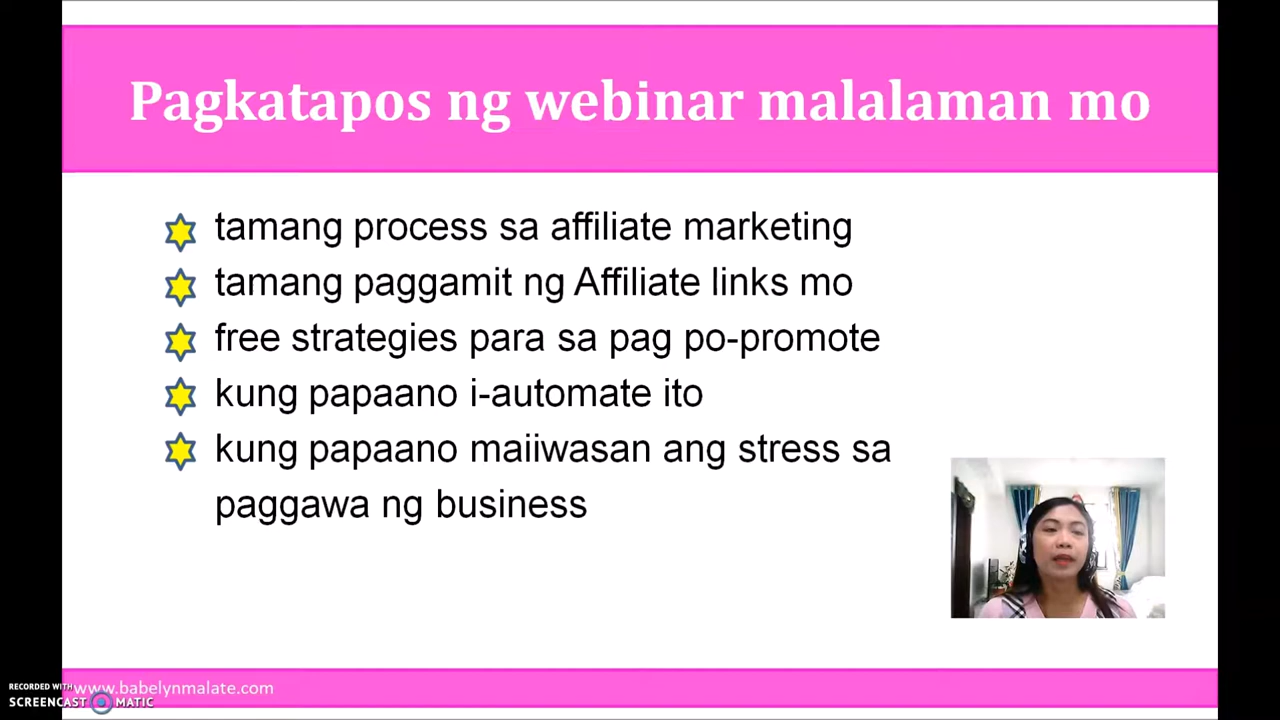 Pagkatapos ng webinar malalaman mo
tamang process sa affiliate marketing
tamang paggamit ng Affiliate links mo
free strategies para sa pag po-promote
kung papaano i-automate ito
kung papaano maiiwasan ang stress sa
paggawa ng business
RECORDED WITH
SCREENCAST MATIC
www.babelynmalate.com